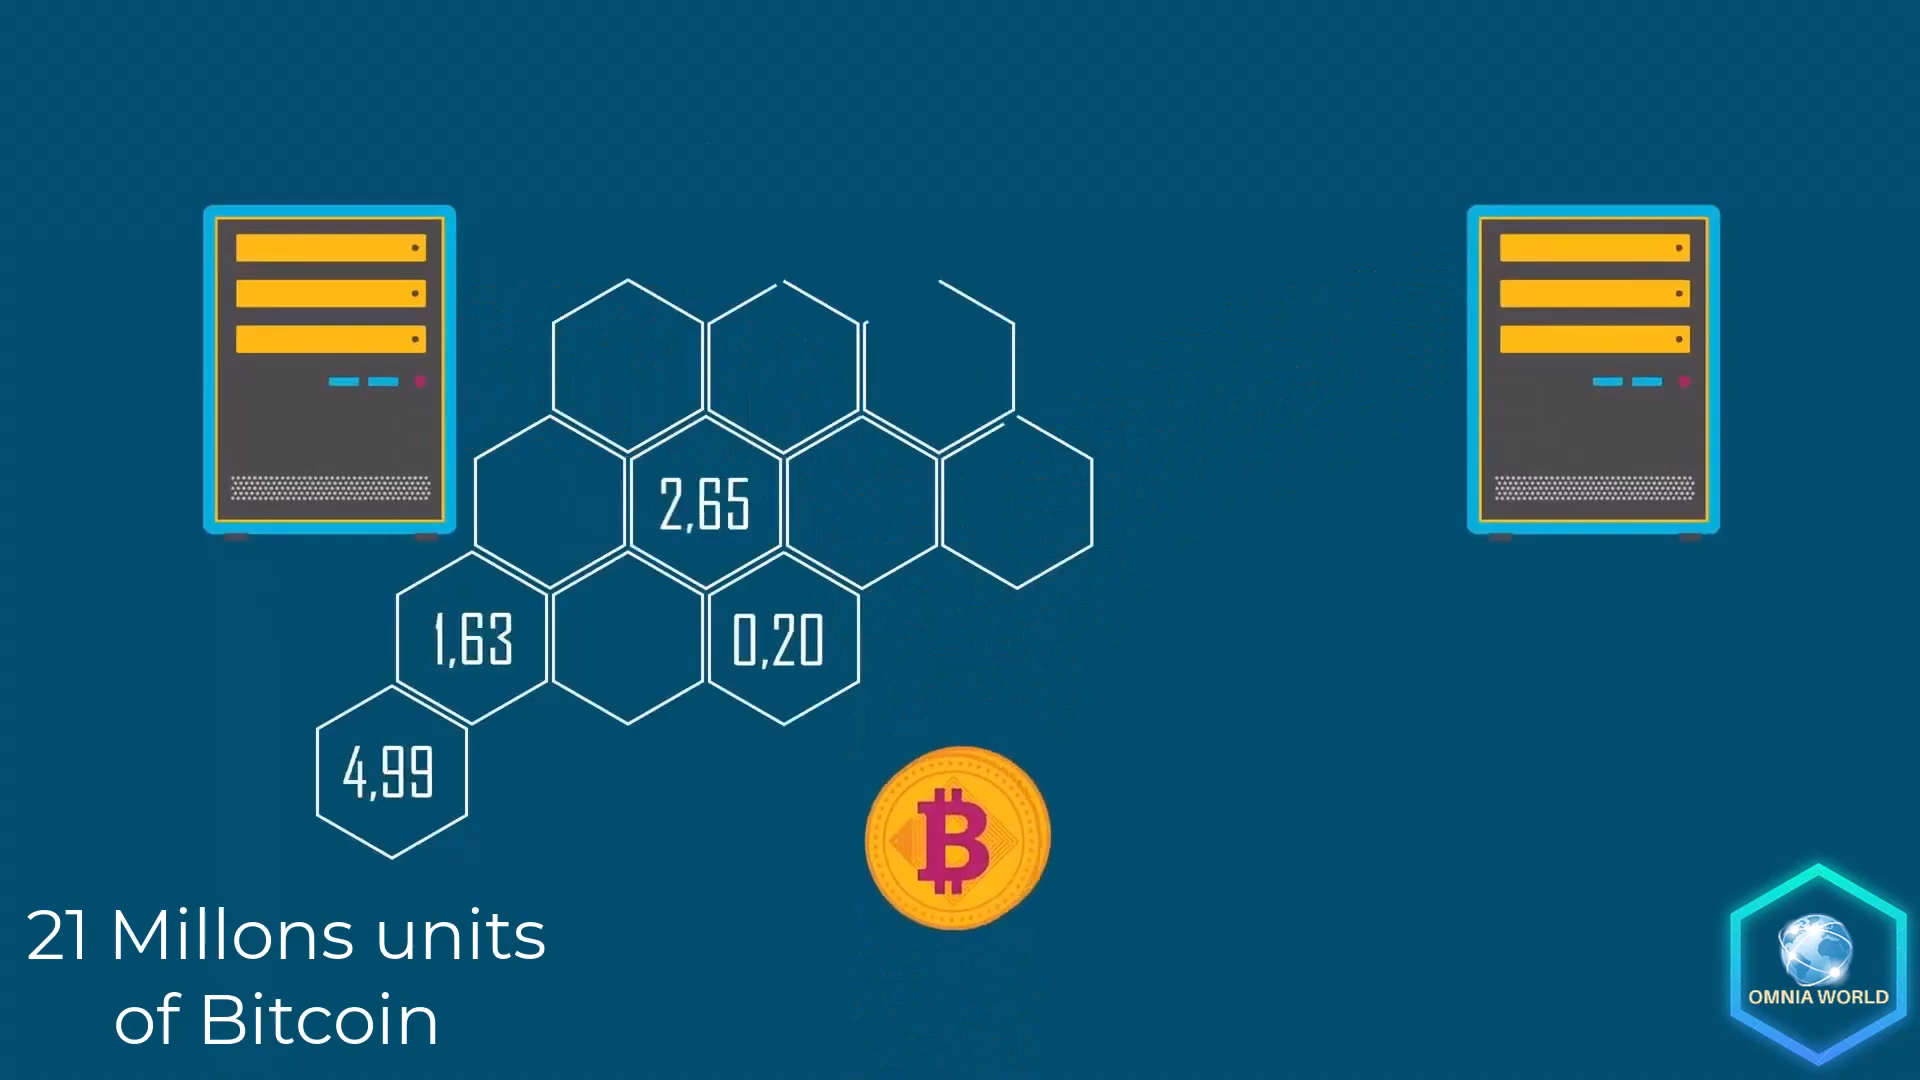 2,65
1,63
0,20
4,99
21 Millons units
of Bitcoin
OMNIA WORLD